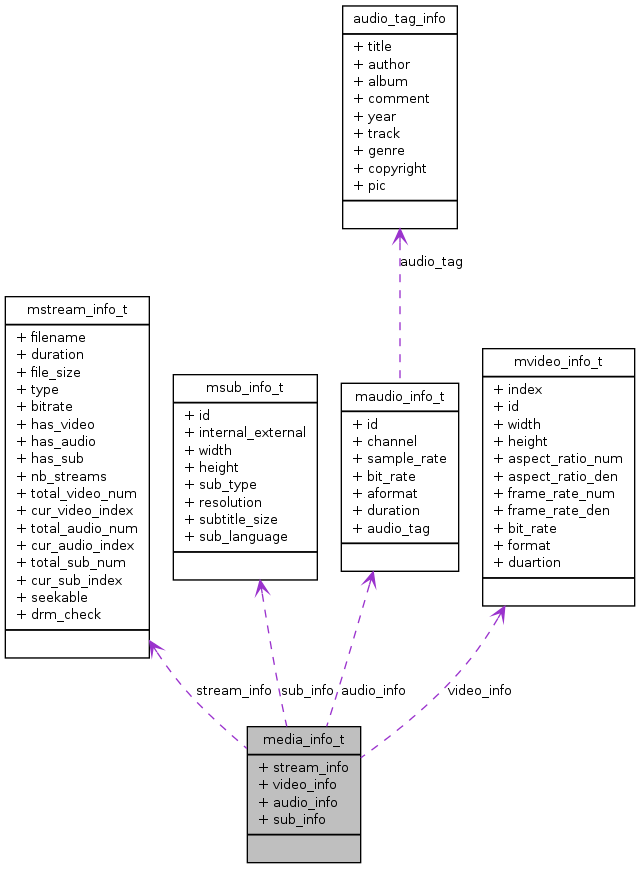 audio_tag_info
+ title
+ author
+ album
+ comment
+ year
+ track
+ genre
+ copyright
+ pic
audio_tag
mstream_info_t
+ filename
+ duration
+ file_size
+ type
+ bitrate
+ has_video
+ has_audio
+ has_sub
+ nb_streams
+ total_video_num
+ cur_video_index
+ total_audio_num
+ cur_audio_index
+ total_sub_num
+ cur_sub_index
+ seekable
+ drm_check
msub_info_t
+ id
+ internal_external
+ width
+ height
+ sub_type
+ resolution
+ subtitle_size
+ sub_language
maudio_info_t
+ id
+ channel
+ sample_rate
+ bit_rate
+ aformat
+ duration
+ audio_tag
mvideo_info_t
+ index
+ id
+ width
+ height
+ aspect_ratio_num
+ aspect_ratio_den
+ frame_rate_num
+ frame_rate_den
+ bit_rate
+ format
+ duartion
stream_info
sub_info
audio_info
video_info
media_info_t
+ stream_info
+ video_info
+ audio_info
+ sub_info